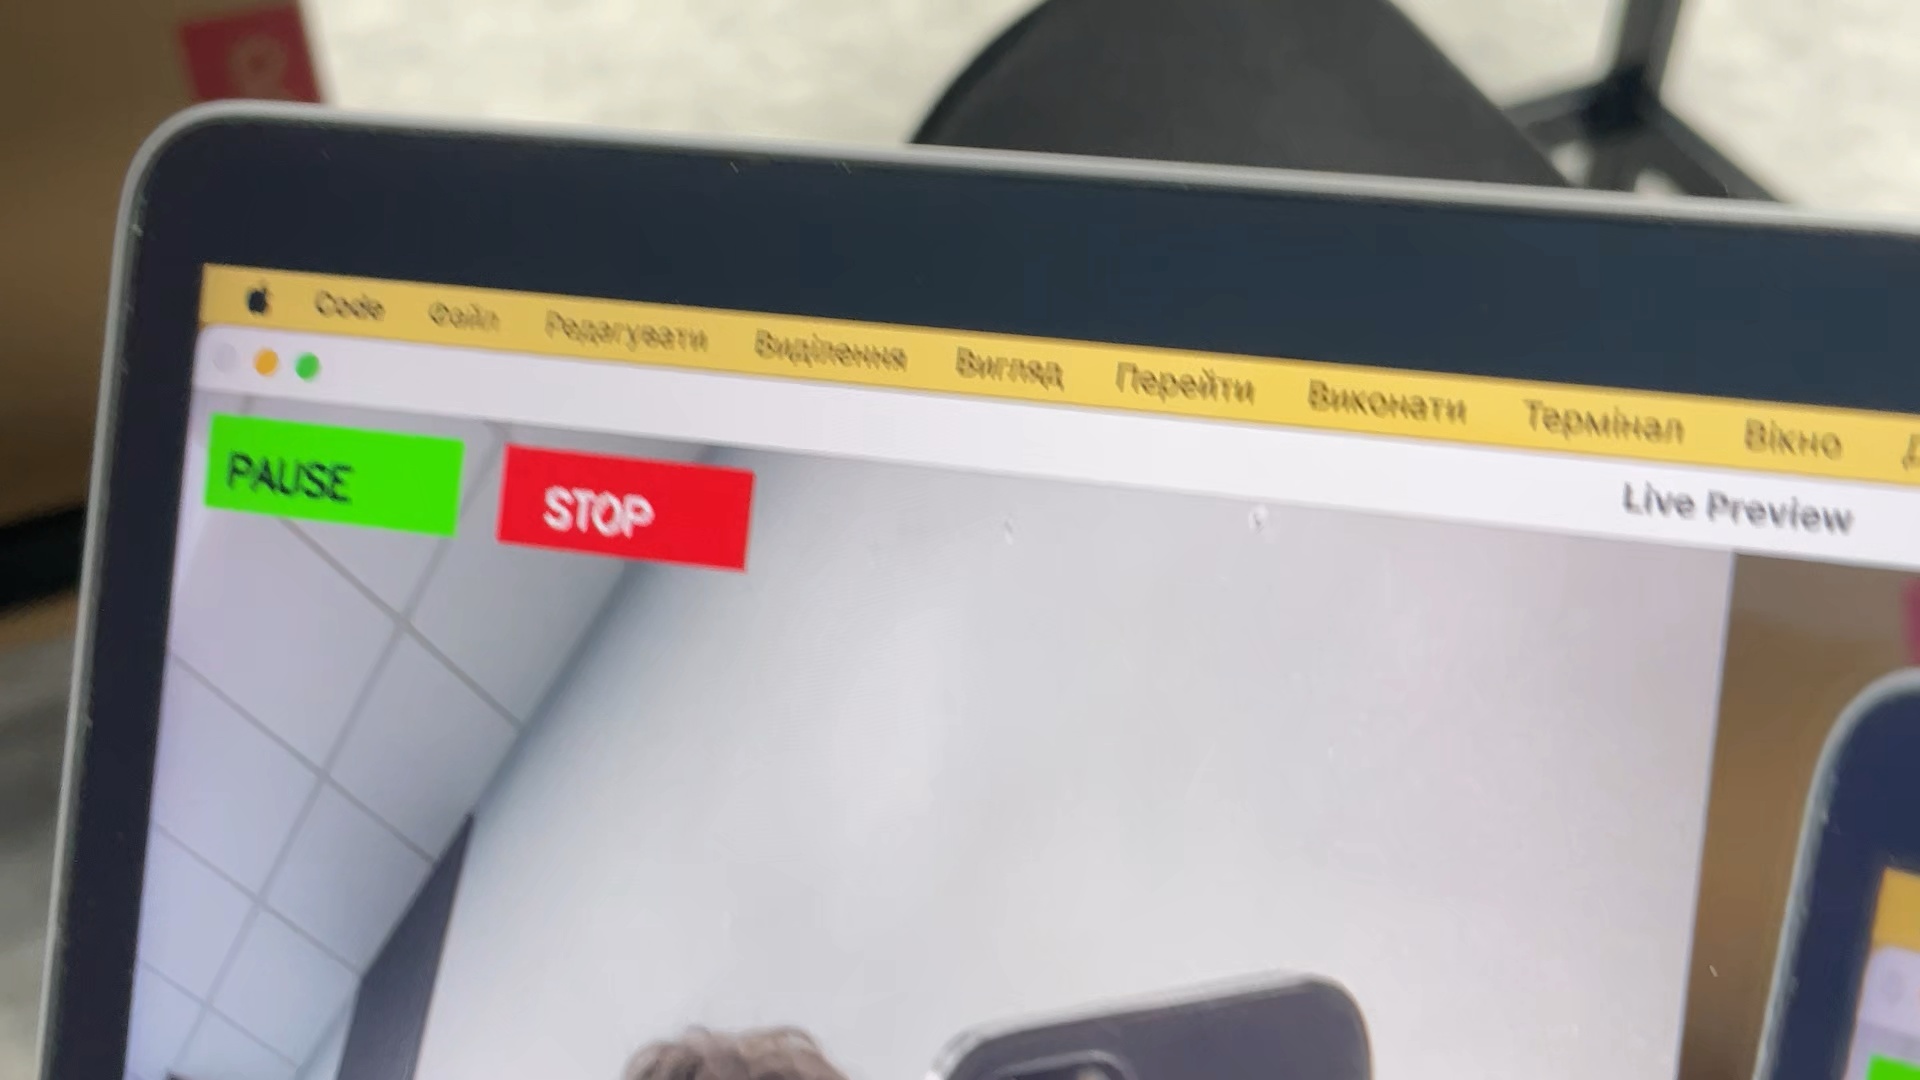 Code Файл Редагувати Виділення Вигляд Перейти Виконати Термінал Вікно
Live Preview
PAUSE STOP